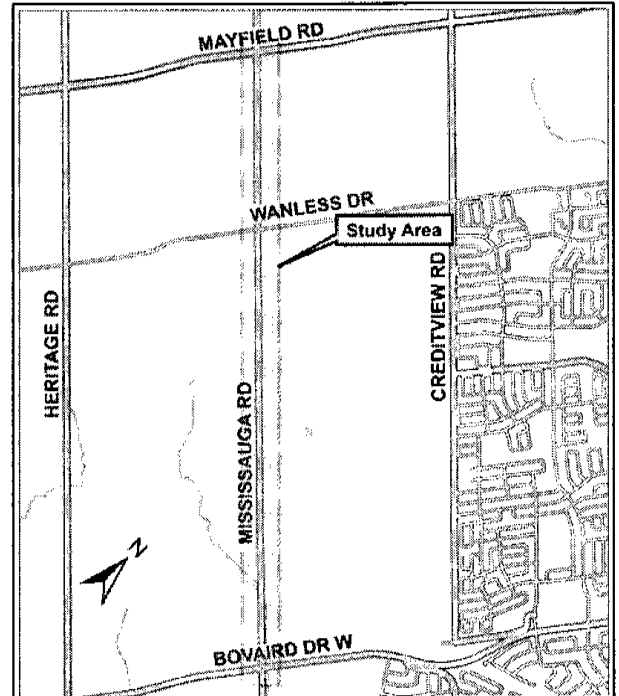 MAYFIELD RD
WANLESS DR
Study Area
HERITAGE RD
MISSISSAUGA RD
CREDITVIEW RD
N
BOVAIRD DR W